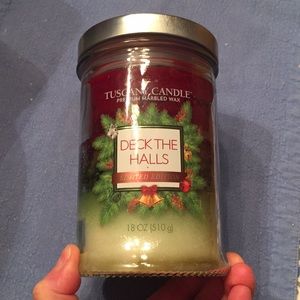 TUSCANY CANDLE
PREMIUM MARBLED WAX
DECK THE
HALLS
LIMITED EDITION
18 OZ (510 g)